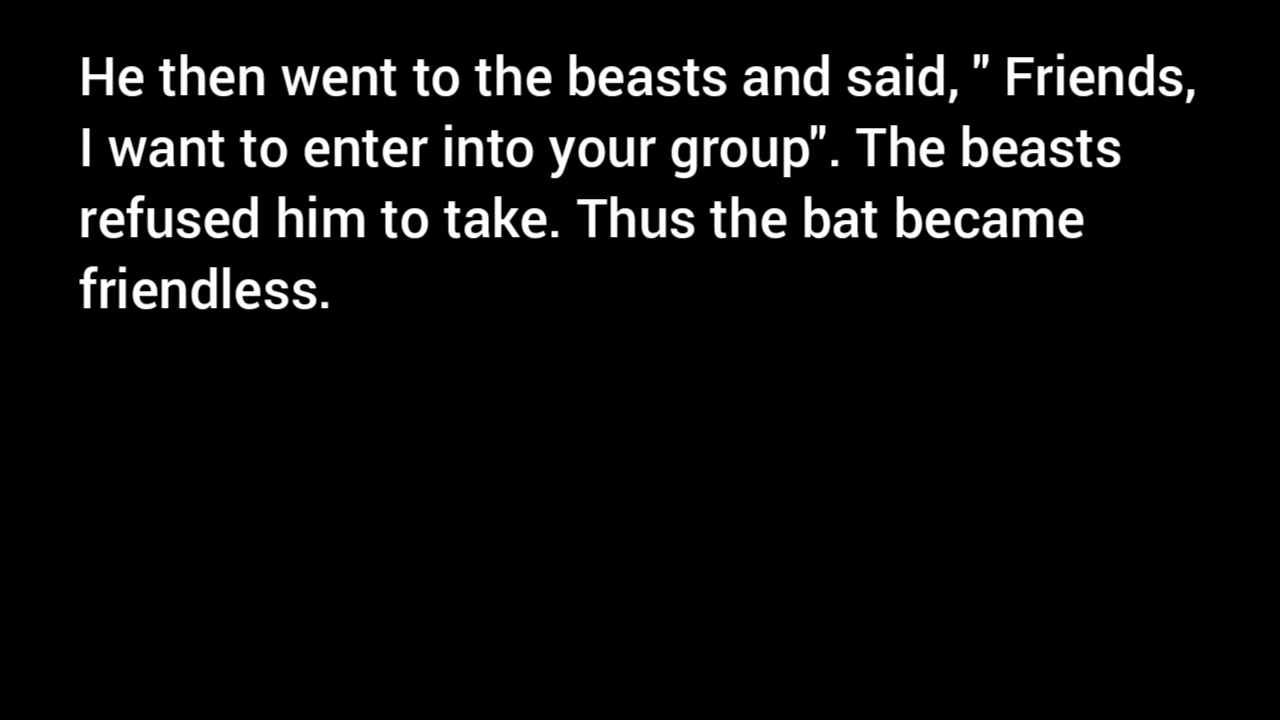 He then went to the beasts and said, " Friends,
I want to enter into your group". The beasts
refused him to take. Thus the bat became
friendless.